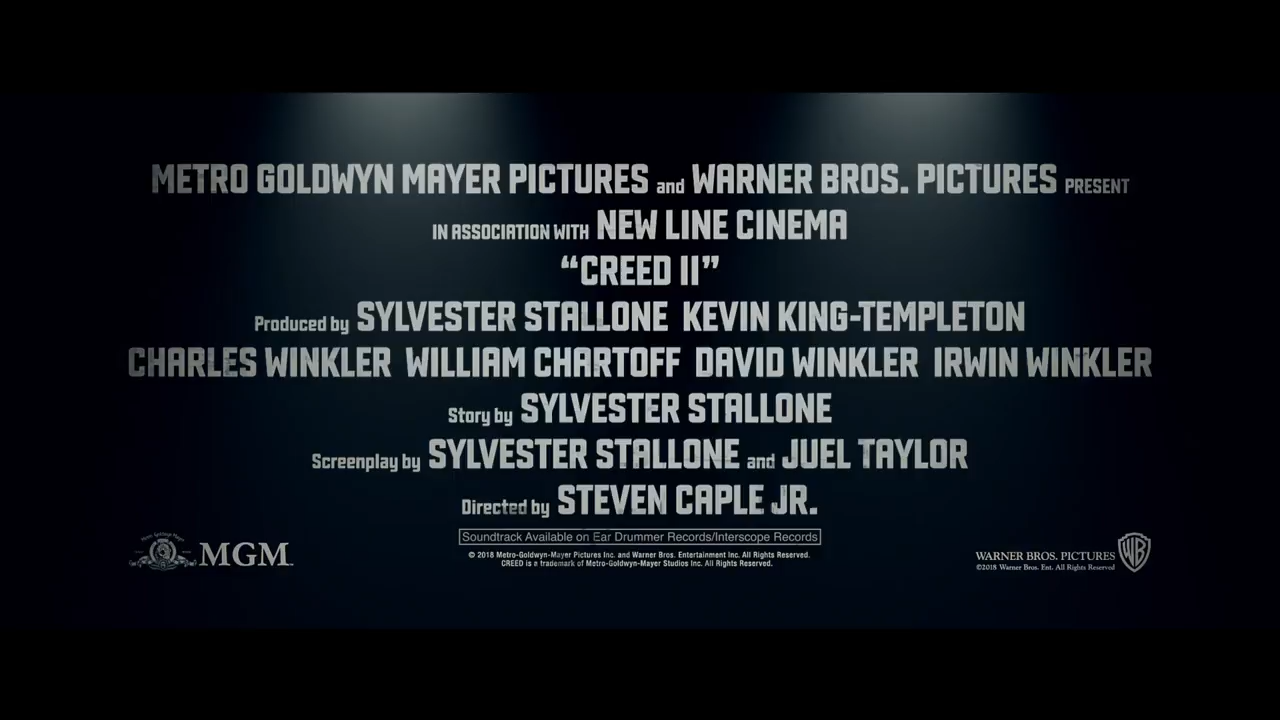 METRO GOLDWYN MAYER PICTURES and WARNER BROS. PICTURES PRESENT
IN ASSOCIATION WITH NEW LINE CINEMA
“CREED II”
Produced by SYLVESTER STALLONE KEVIN KING-TEMPLETON
CHARLES WINKLER WILLIAM CHARTOFF DAVID WINKLER IRWIN WINKLER
Story by SYLVESTER STALLONE
Screenplay by SYLVESTER STALLONE and JUEL TAYLOR
Directed by STEVEN CAPLE JR.
Soundtrack Available on Ear Drummer Records/Interscope Records
© 2018 Metro-Goldwyn-Mayer Pictures Inc. and Warner Bros. Entertainment Inc. All Rights Reserved.
CREED is a trademark of Metro-Goldwyn-Mayer Studios Inc. All Rights Reserved.
MGM
WARNER BROS. PICTURES
©2018 Warner Bros. Ent. All Rights Reserved
WB